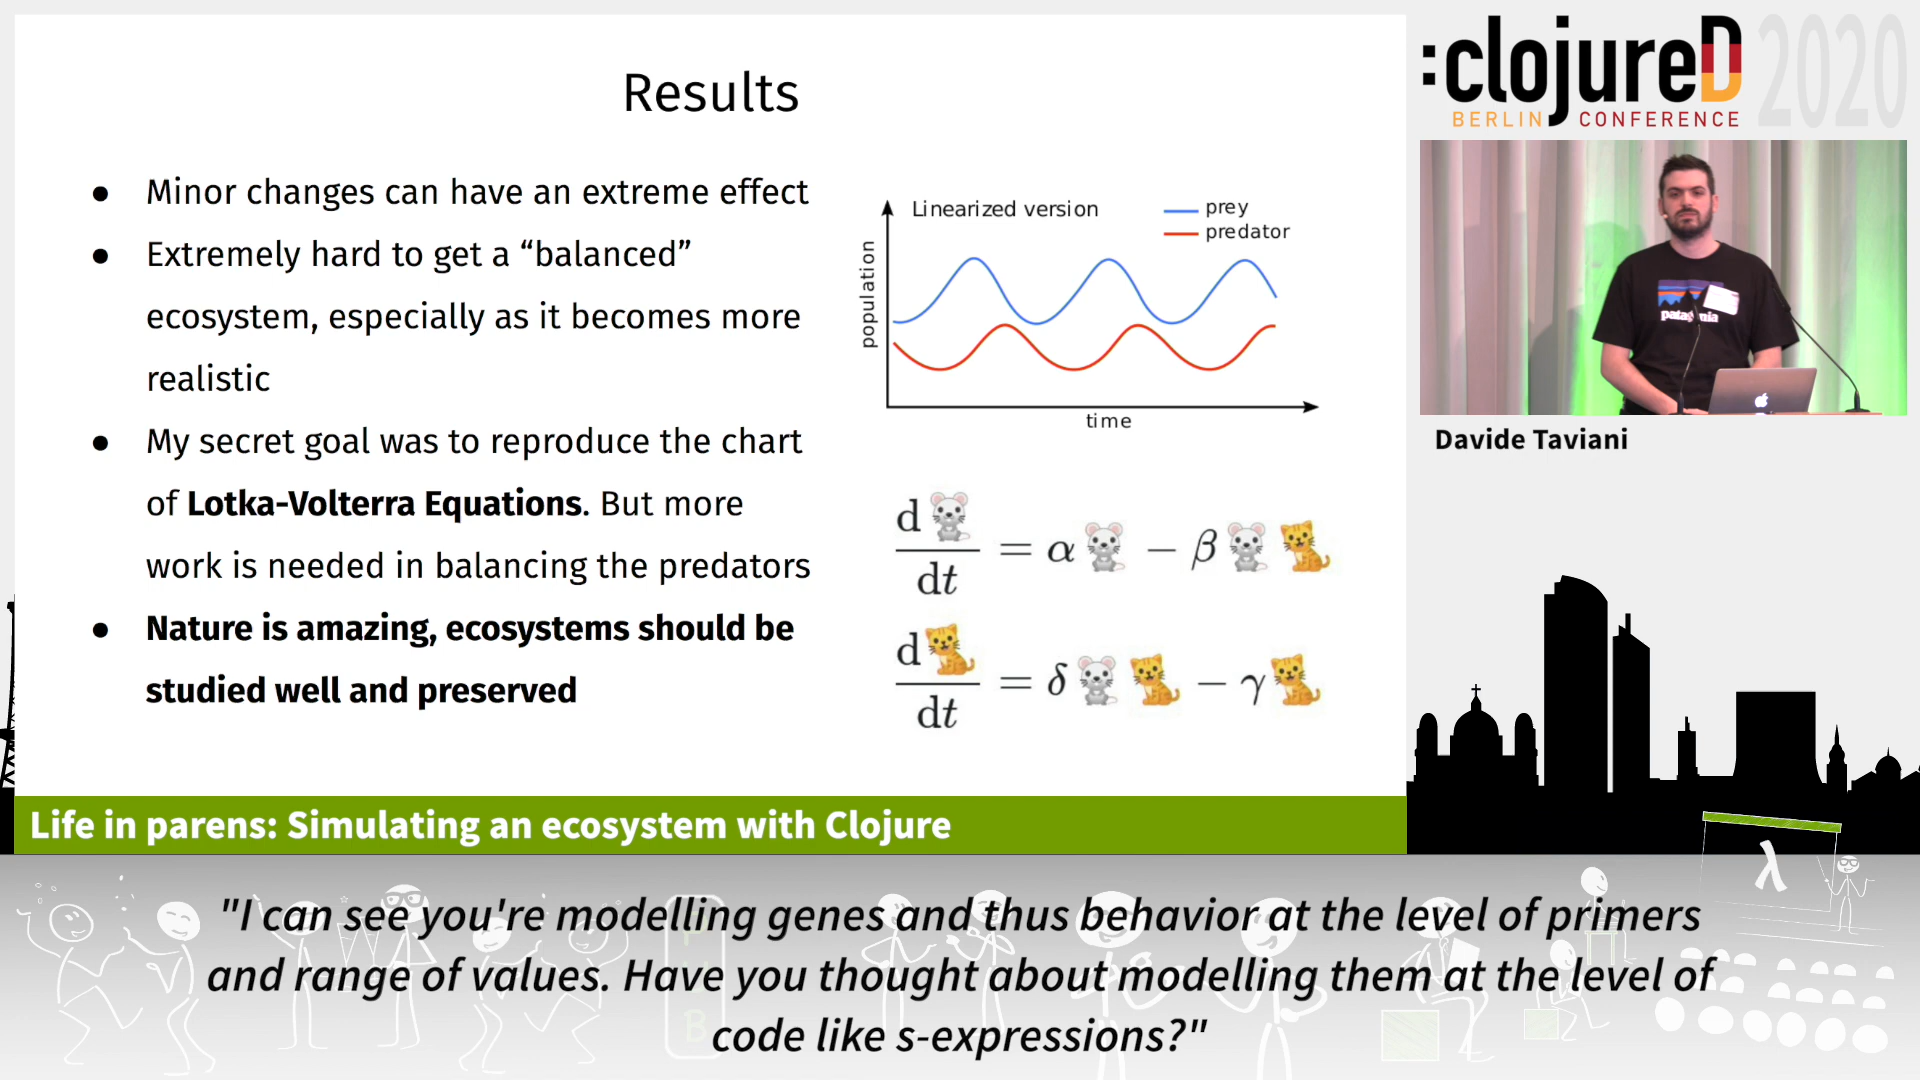 Results
● Minor changes can have an extreme effect
● Extremely hard to get a “balanced”
ecosystem, especially as it becomes more
realistic
● My secret goal was to reproduce the chart
of Lotka-Volterra Equations. But more
work is needed in balancing the predators
● Nature is amazing, ecosystems should be
studied well and preserved
Linearized version
prey
predator
population
time
d🐭/dt = α🐭 − β🐭🐱
d🐱/dt = δ🐭🐱 − γ🐱
:clojureD 2020
BERLIN CONFERENCE
patagonia
Davide Taviani
Life in parens: Simulating an ecosystem with Clojure
λ
"I can see you're modelling genes and thus behavior at the level of primers
and range of values. Have you thought about modelling them at the level of
code like s-expressions?"